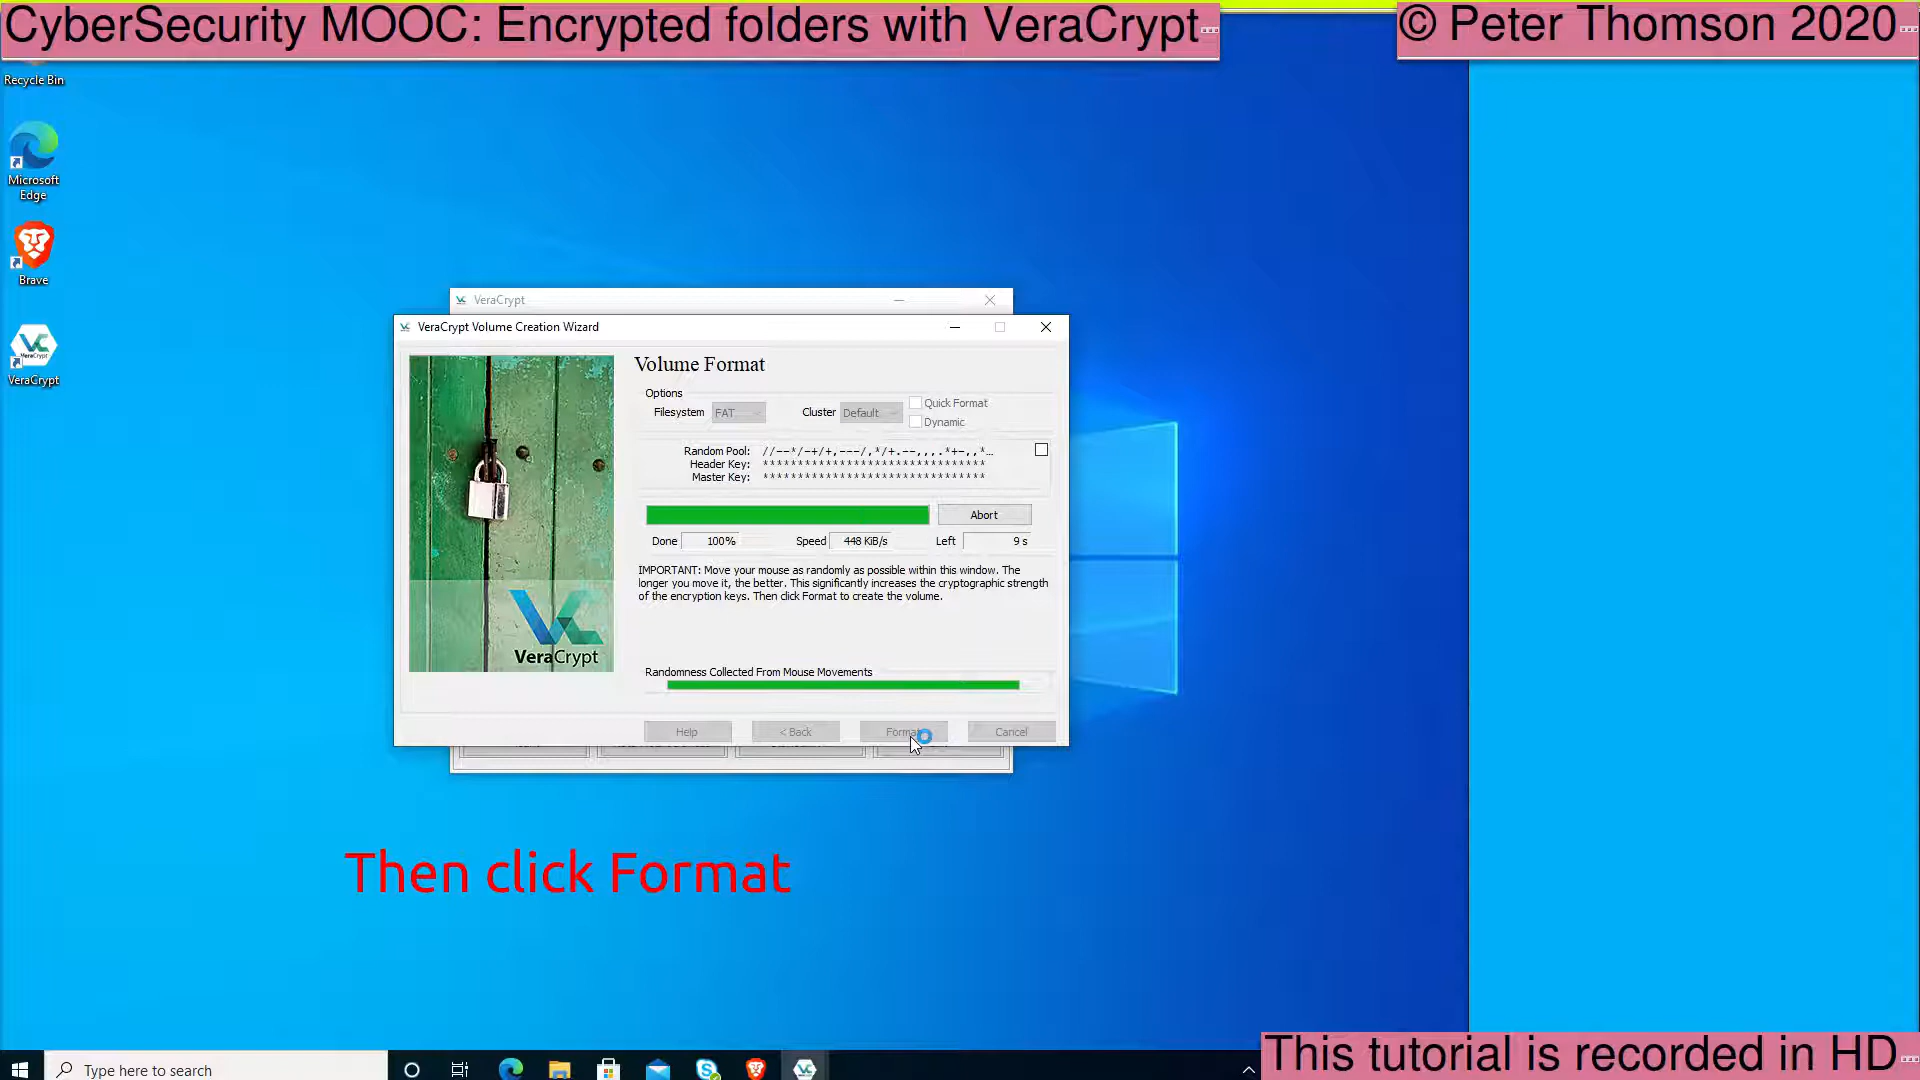 CyberSecurity MOOC: Encrypted folders with VeraCrypt
© Peter Thomson 2020
Recycle Bin
Microsoft
Edge
Brave
VeraCrypt
VeraCrypt
VeraCrypt Volume Creation Wizard
Volume Format
Options
Filesystem FAT Cluster Default Quick Format
Dynamic
Random Pool: //--*/-+/+,---/,*/+.--,,,.*+-,,*...
Header Key: ********************************
Master Key: ********************************
Abort
Done 100% Speed 448 KiB/s Left 9 s
IMPORTANT: Move your mouse as randomly as possible within this window. The
longer you move it, the better. This significantly increases the cryptographic strength
of the encryption keys. Then click Format to create the volume.
VeraCrypt
Randomness Collected From Mouse Movements
Help < Back Format Cancel
Then click Format
Type here to search
This tutorial is recorded in HD